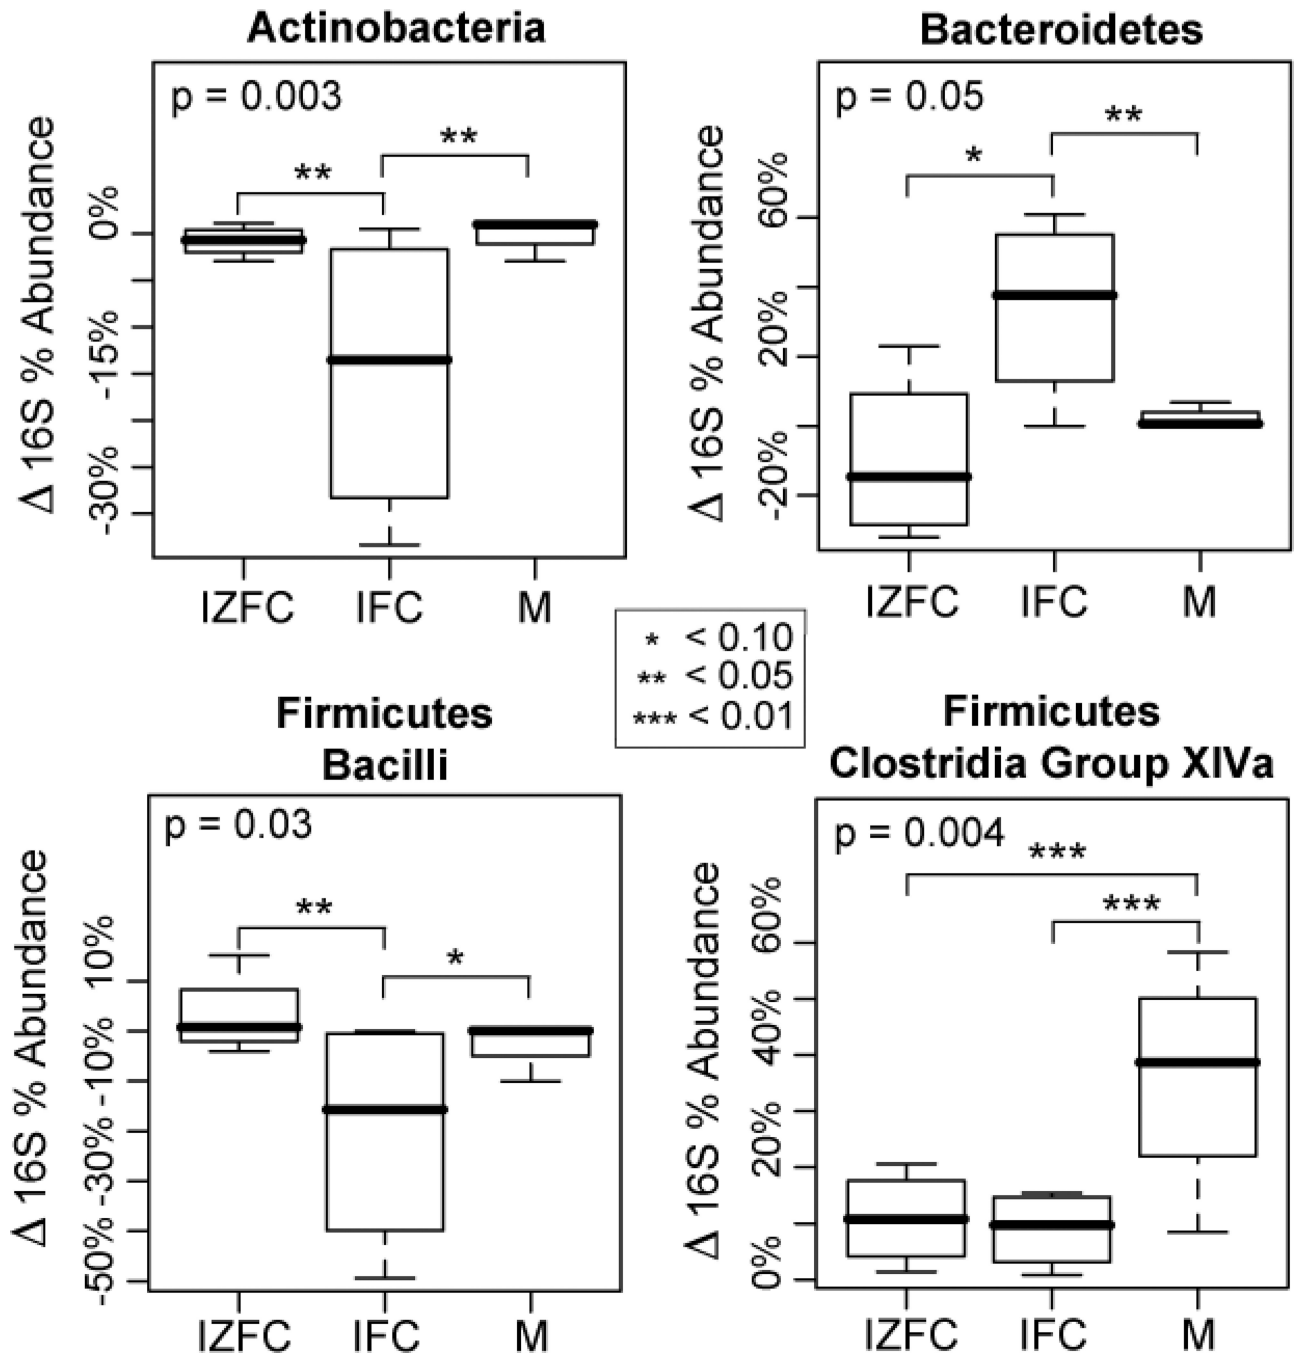 Actinobacteria
p = 0.003
**
**
Δ 16S % Abundance
0%
-15%
-30%
IZFC IFC M
Bacteroidetes
p = 0.05
*
**
Δ 16S % Abundance
60%
20%
-20%
IZFC IFC M
* < 0.10
** < 0.05
*** < 0.01
Firmicutes
Bacilli
p = 0.03
**
*
Δ 16S % Abundance
10%
-10%
-30%
-50%
IZFC IFC M
Firmicutes
Clostridia Group XIVa
p = 0.004
***
***
Δ 16S % Abundance
60%
40%
20%
0%
IZFC IFC M